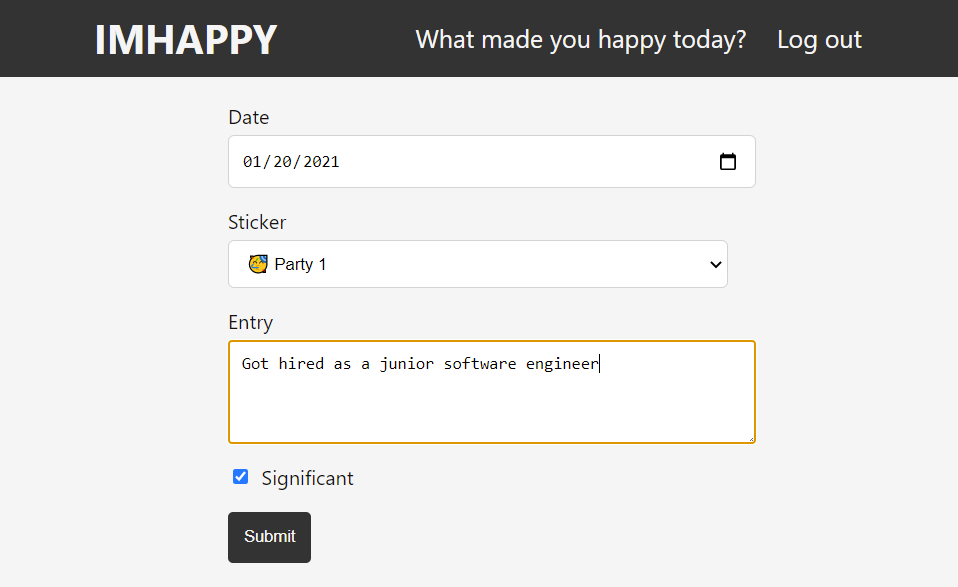 IMHAPPY
What made you happy today?
Log out
Date
01/20/2021
Sticker
🥳 Party 1
Entry
Got hired as a junior software engineer
Significant
Submit